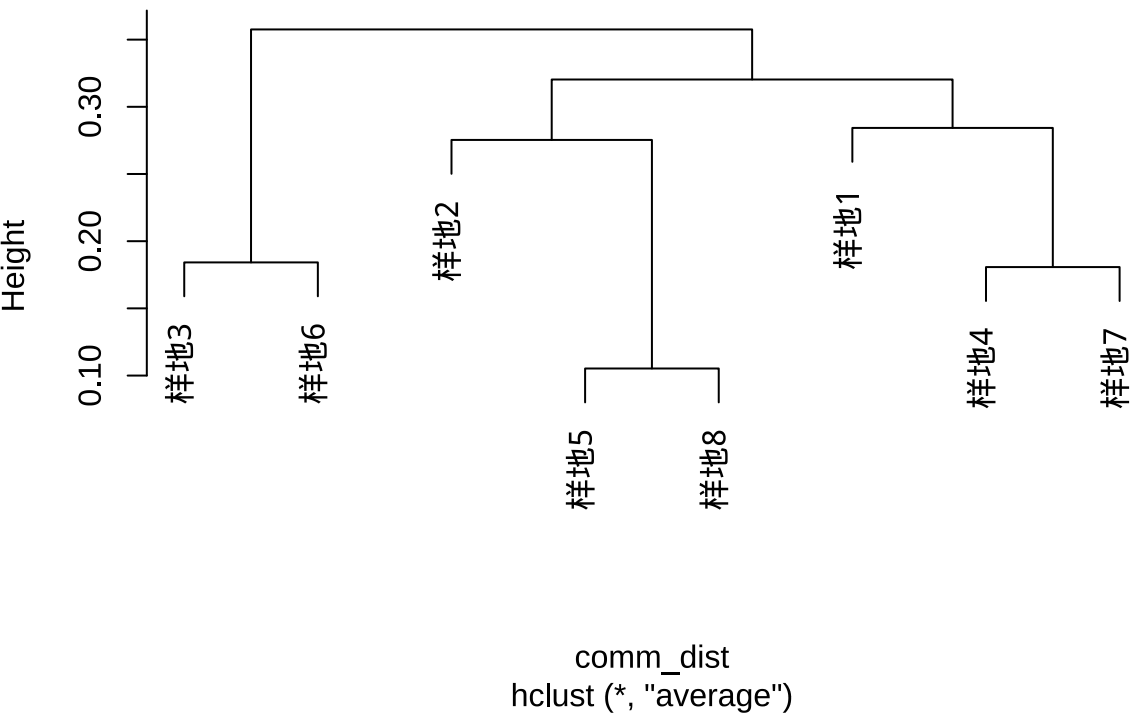 Height
0.30
0.20
0.10
样地3
样地6
样地2
样地5
样地8
样地1
样地4
样地7
comm_dist
hclust (*, "average")